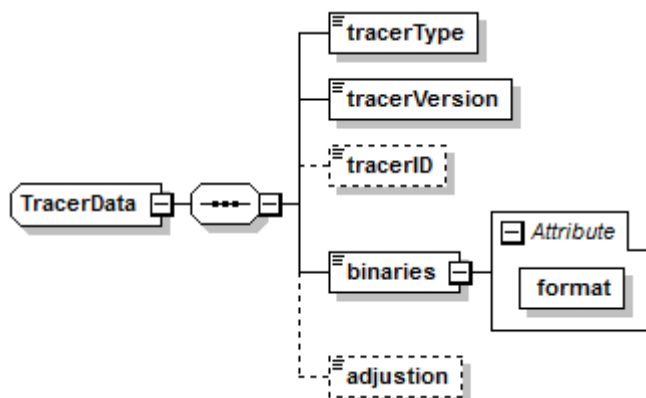 tracerType
tracerVersion
tracerID
TracerData
binaries
Attribute
format
adjustion